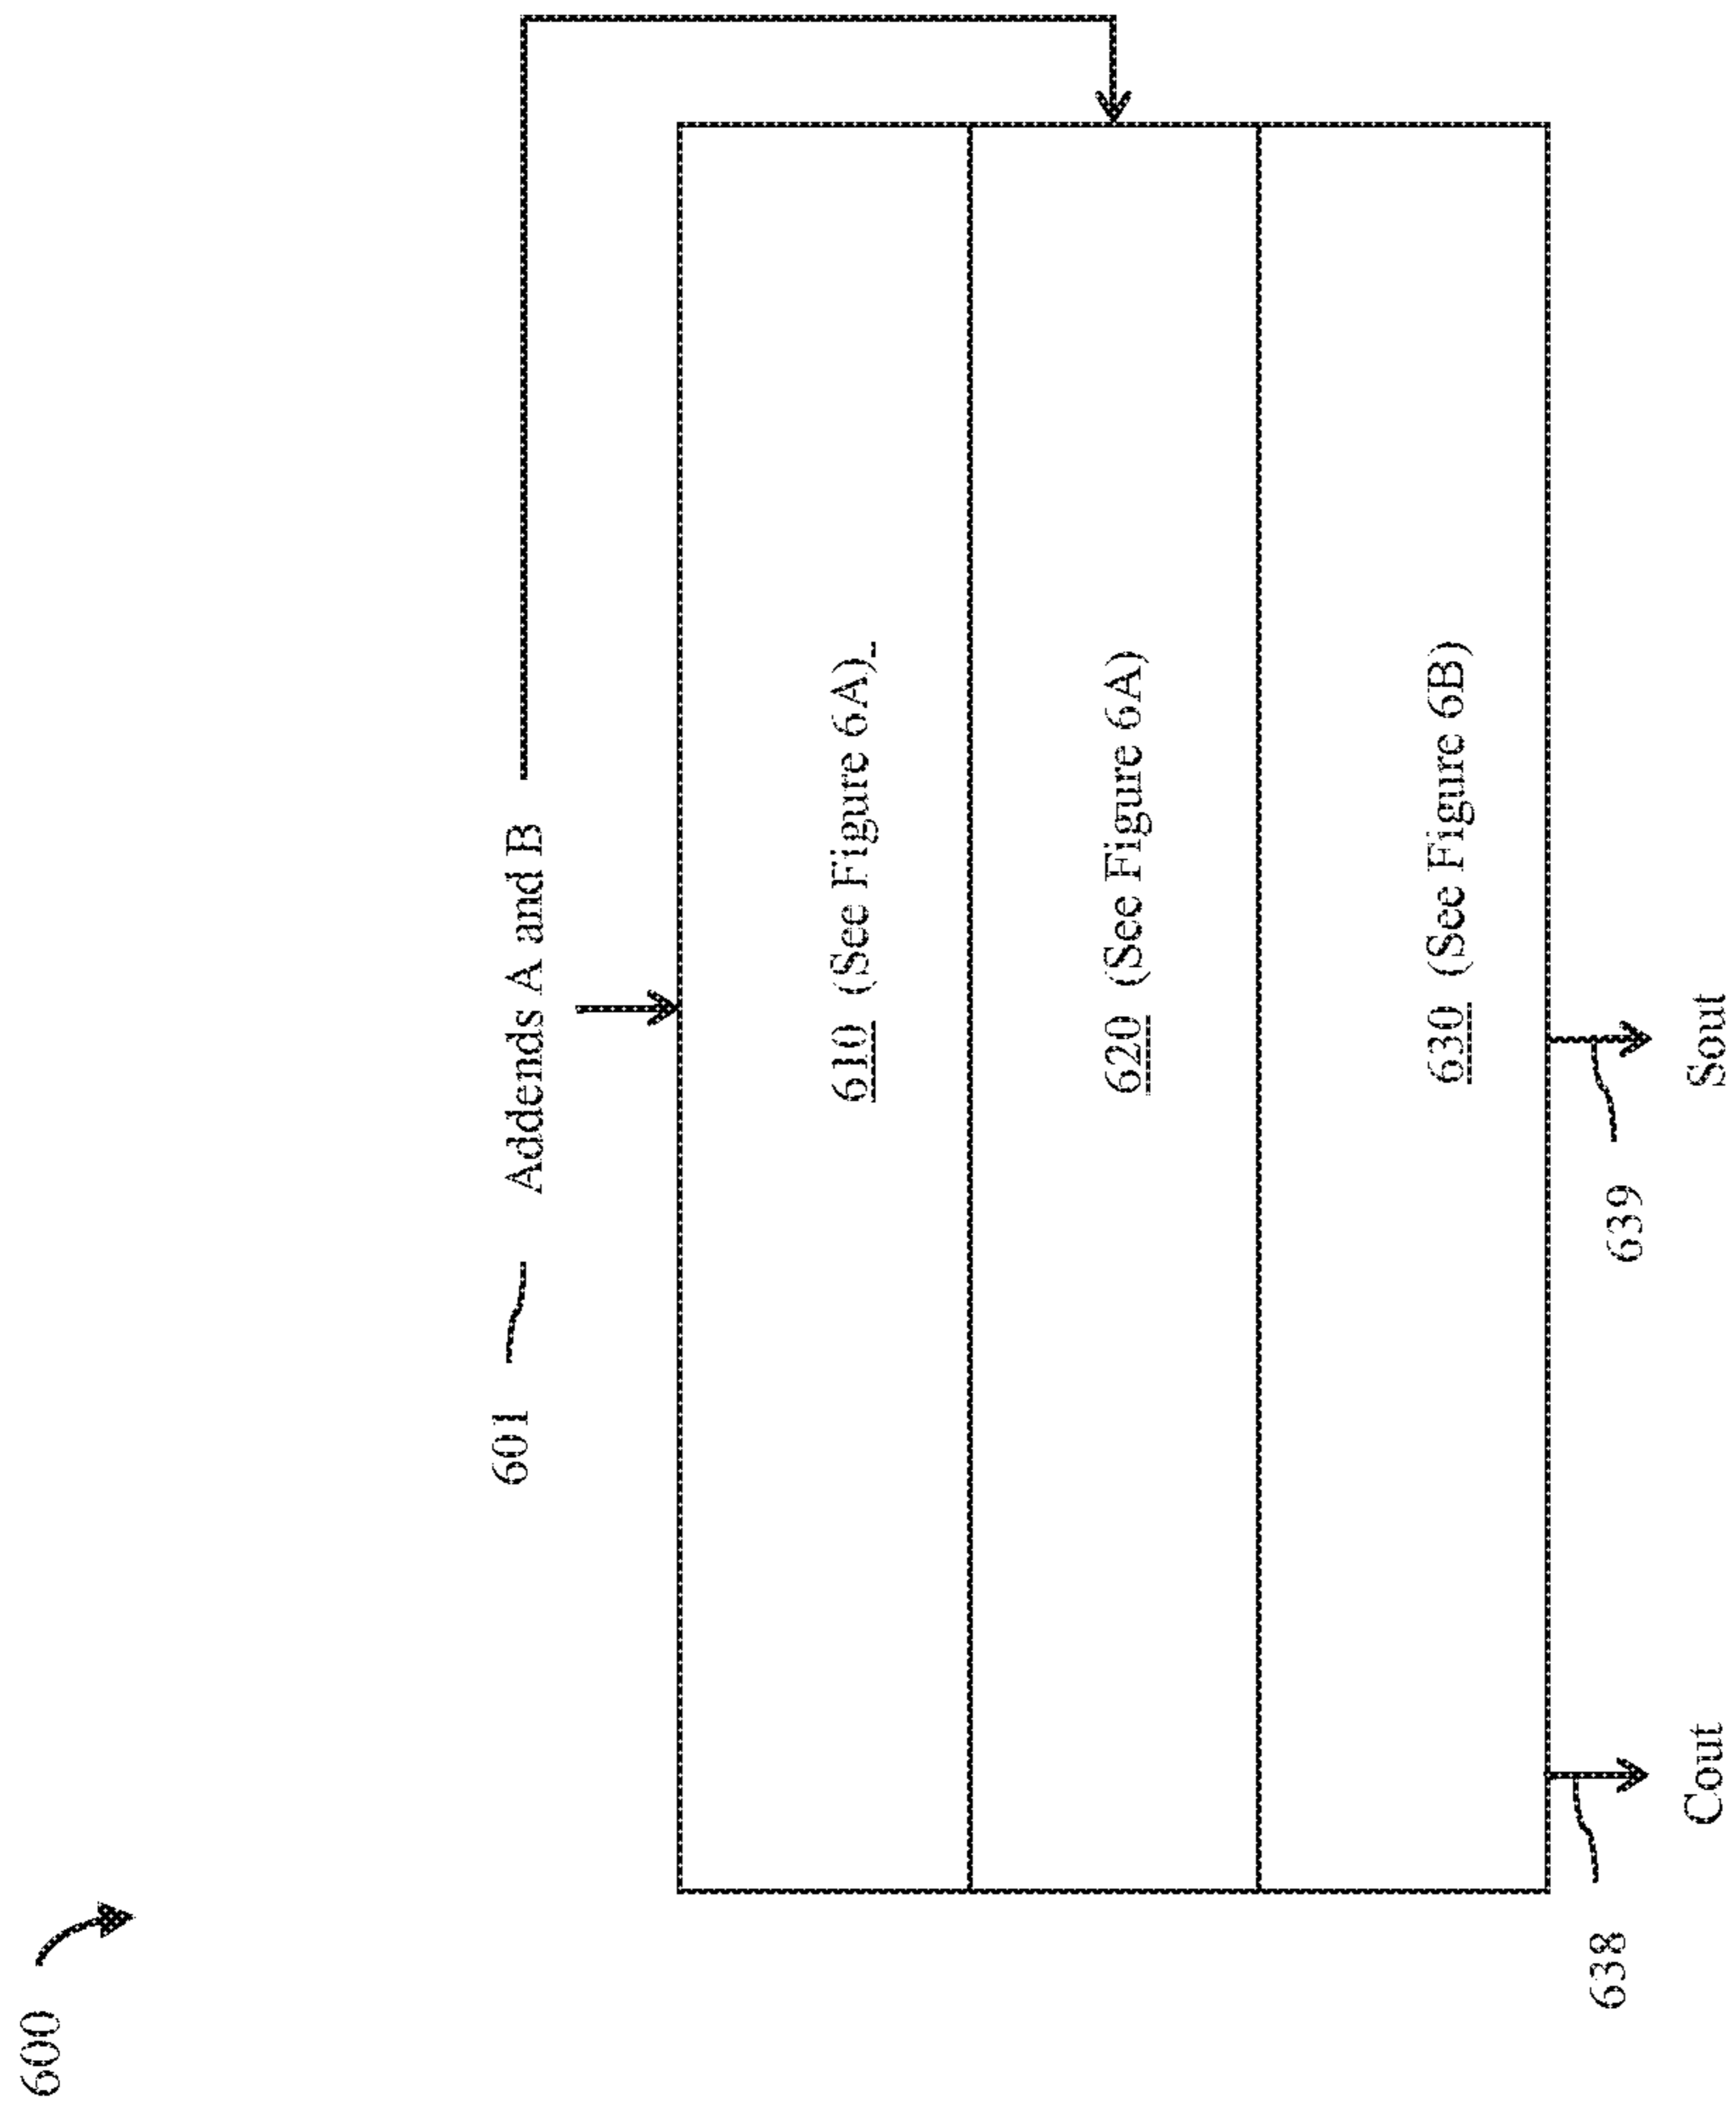 600
601 Addends A and B
610 (See Figure 6A)
620 (See Figure 6A)
630 (See Figure 6B)
638
639
Cout
Sout